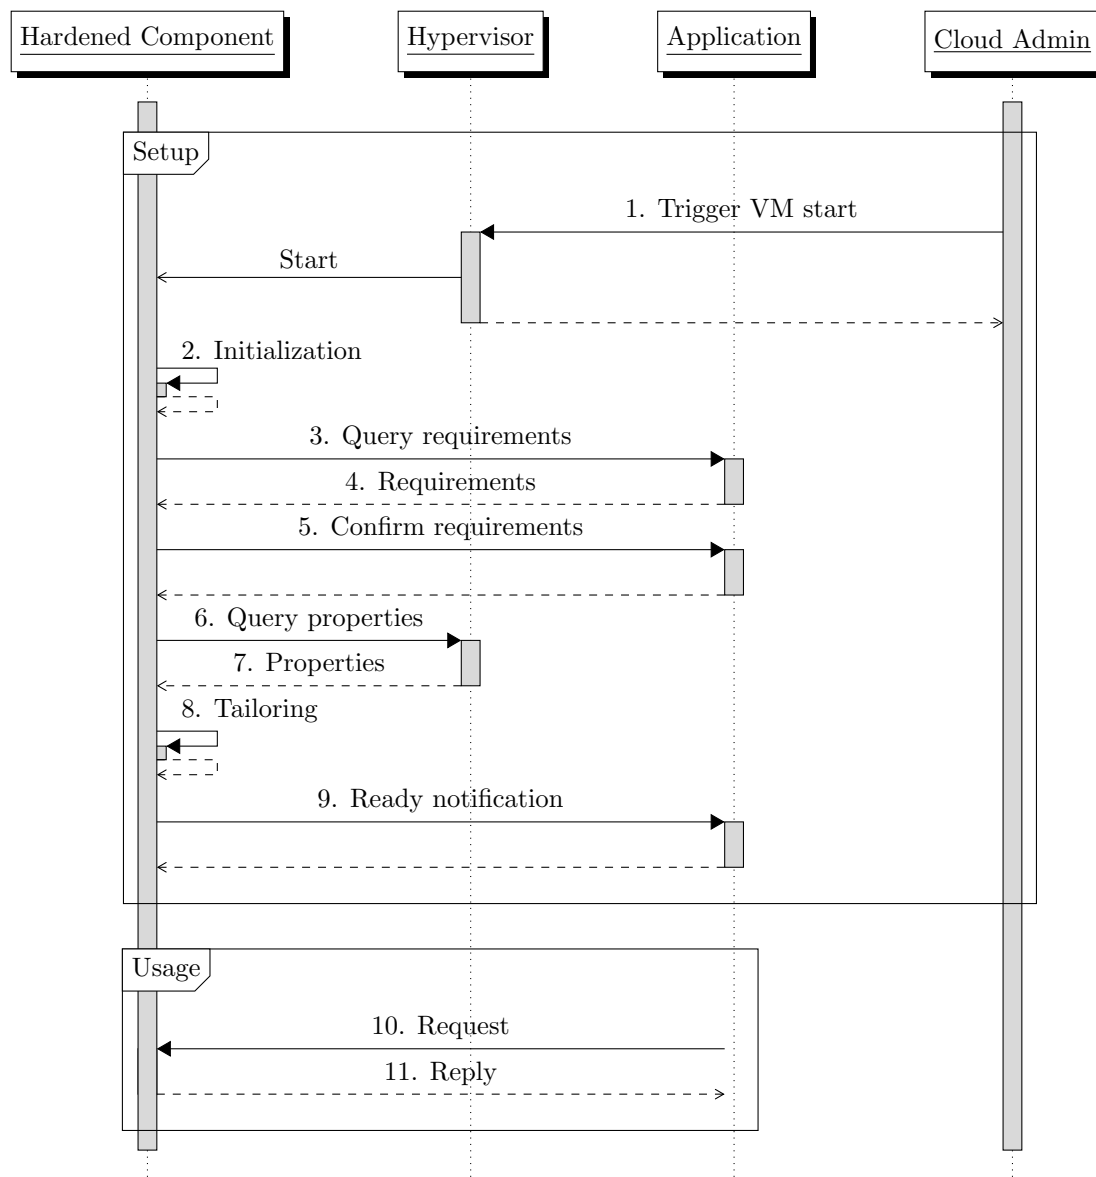 Hardened Component
Hypervisor
Application
Cloud Admin
Setup
1. Trigger VM start
Start
2. Initialization
3. Query requirements
4. Requirements
5. Confirm requirements
6. Query properties
7. Properties
8. Tailoring
9. Ready notification
Usage
10. Request
11. Reply